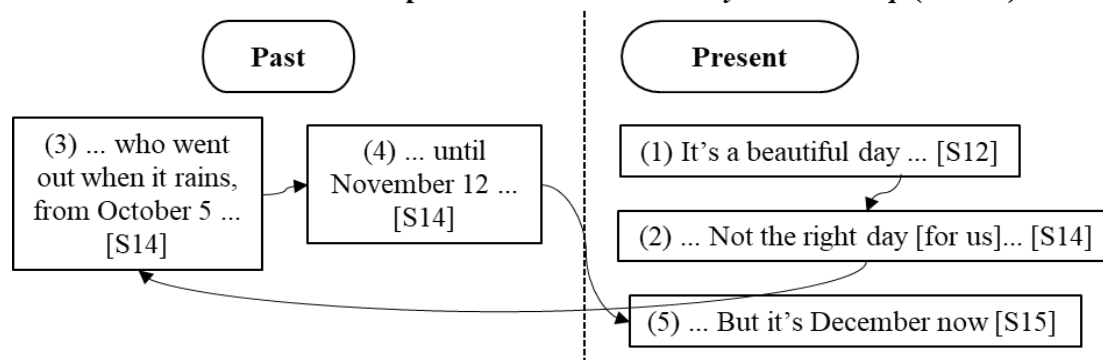 Past
Present
(3) ... who went
out when it rains,
from October 5 ...
[S14]
(4) ... until
November 12 ...
[S14]
(1) It’s a beautiful day ... [S12]
(2) ... Not the right day [for us]... [S14]
(5) ... But it’s December now [S15]